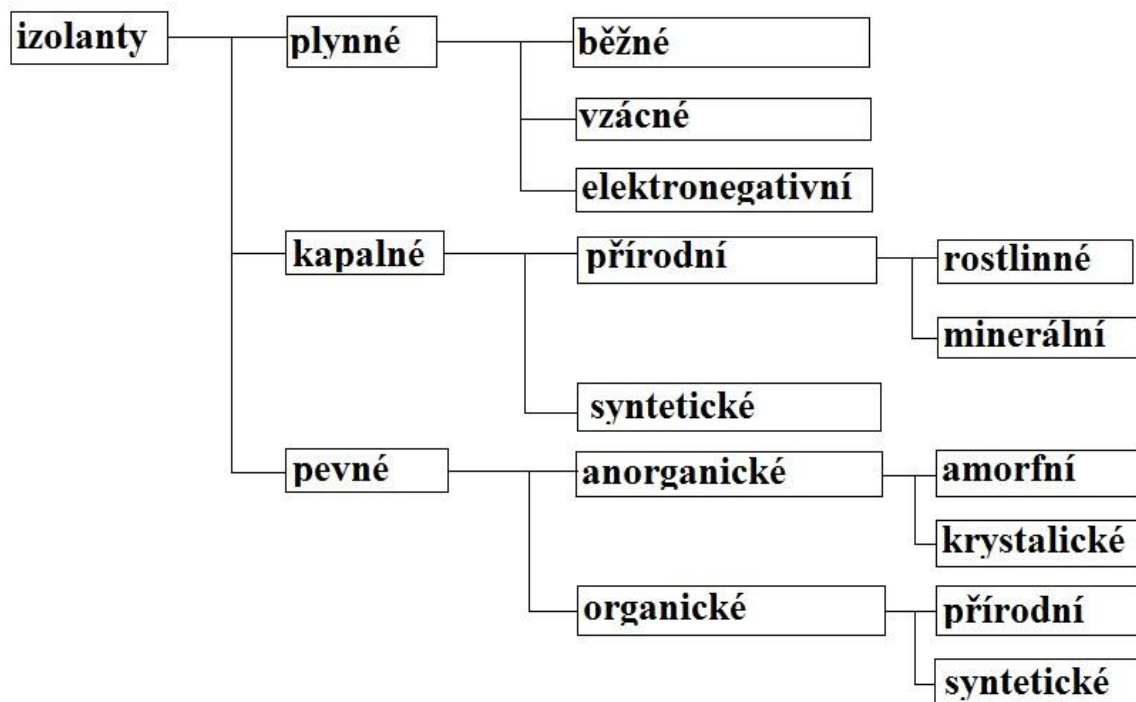 izolanty
plynné
běžné
vzácné
elektronegativní
kapalné
přírodní
rostlinné
minerální
syntetické
pevné
anorganické
amorfní
krystalické
organické
přírodní
syntetické